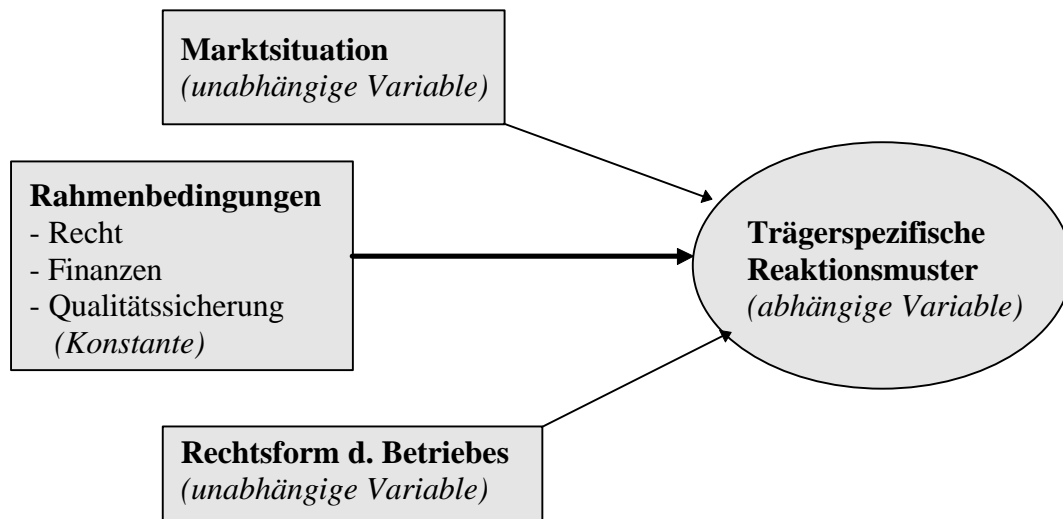 Marktsituation
(unabhängige Variable)
Rahmenbedingungen
- Recht
- Finanzen
- Qualitätssicherung
(Konstante)
Trägerspezifische
Reaktionsmuster
(abhängige Variable)
Rechtsform d. Betriebes
(unabhängige Variable)